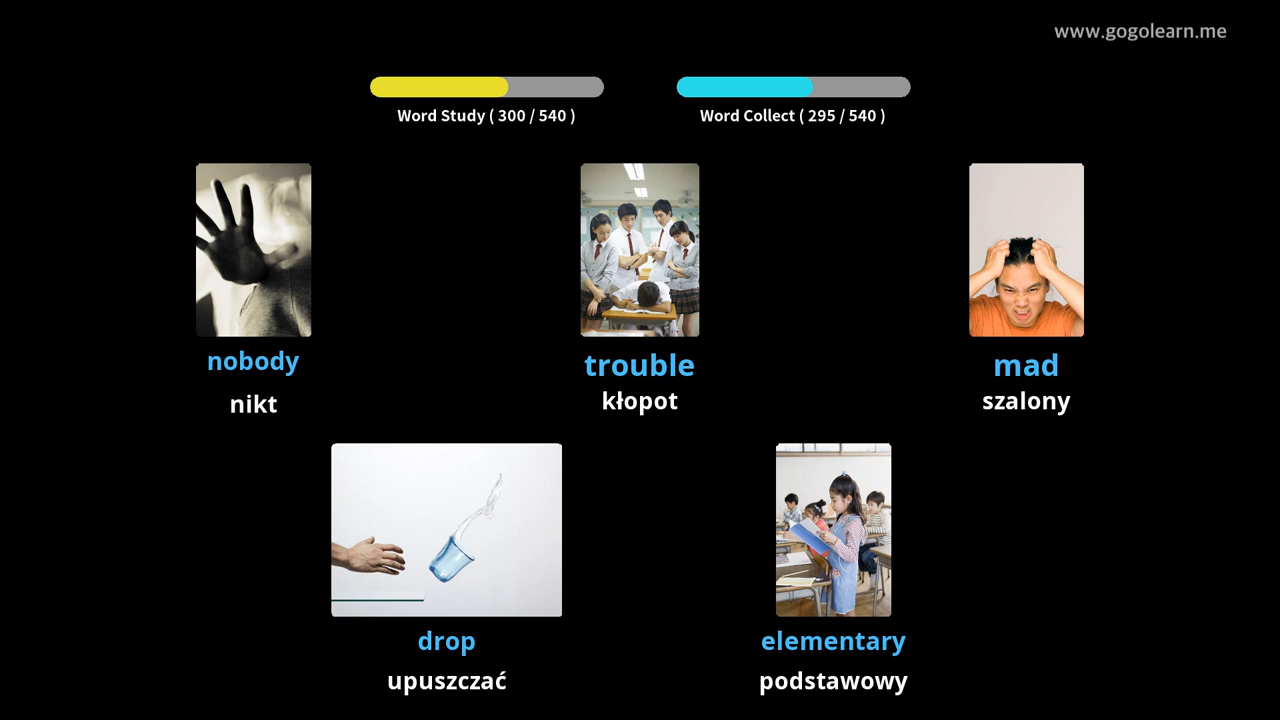 www.gogolearn.me
Word Study ( 300 / 540 )
Word Collect ( 295 / 540 )
nobody
nikt
trouble
kłopot
mad
szalony
drop
upuszczać
elementary
podstawowy